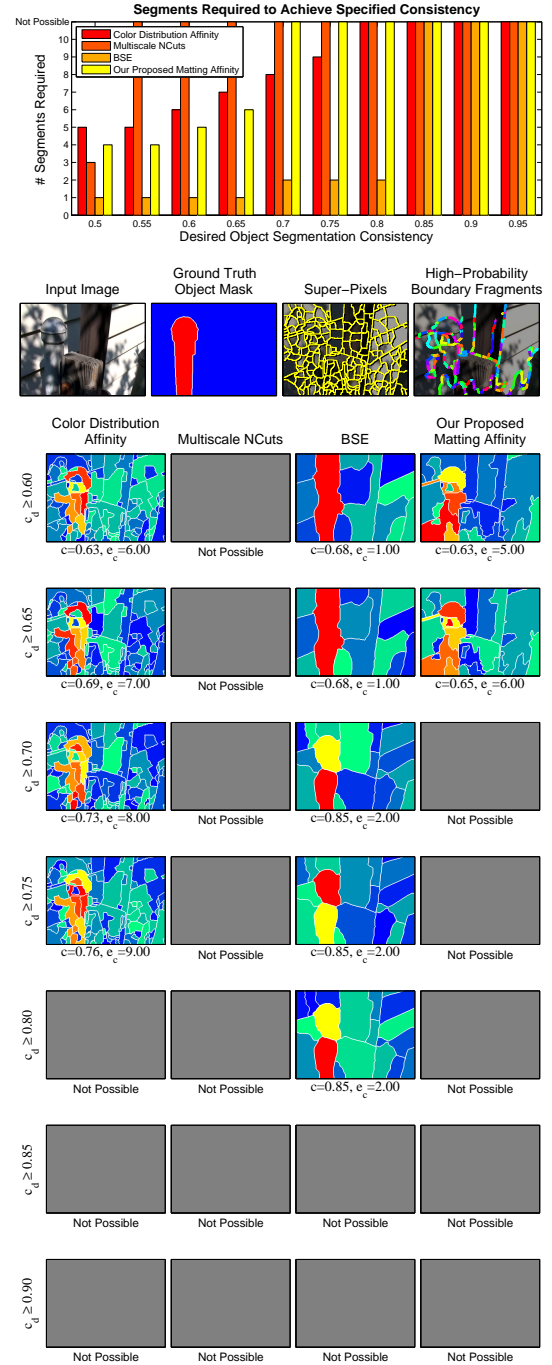 Segments Required to Achieve Specified Consistency
Not Possible
10
9
8
7
6
5
4
3
2
1
0
# Segments Required
Color Distribution Affinity
Multiscale NCuts
BSE
Our Proposed Matting Affinity
0.5 0.55 0.6 0.65 0.7 0.75 0.8 0.85 0.9 0.95
Desired Object Segmentation Consistency
Input Image
Ground Truth
Object Mask
Super−Pixels
High−Probability
Boundary Fragments
Color Distribution
Affinity
Multiscale NCuts
BSE
Our Proposed
Matting Affinity
c_d ≥ 0.60
c=0.63, e_c=6.00
Not Possible
c=0.68, e_c=1.00
c=0.63, e_c=5.00
c_d ≥ 0.65
c=0.69, e_c=7.00
Not Possible
c=0.68, e_c=1.00
c=0.65, e_c=6.00
c_d ≥ 0.70
c=0.73, e_c=8.00
Not Possible
c=0.85, e_c=2.00
Not Possible
c_d ≥ 0.75
c=0.76, e_c=9.00
Not Possible
c=0.85, e_c=2.00
Not Possible
c_d ≥ 0.80
Not Possible
Not Possible
c=0.85, e_c=2.00
Not Possible
c_d ≥ 0.85
Not Possible
Not Possible
Not Possible
Not Possible
c_d ≥ 0.90
Not Possible
Not Possible
Not Possible
Not Possible